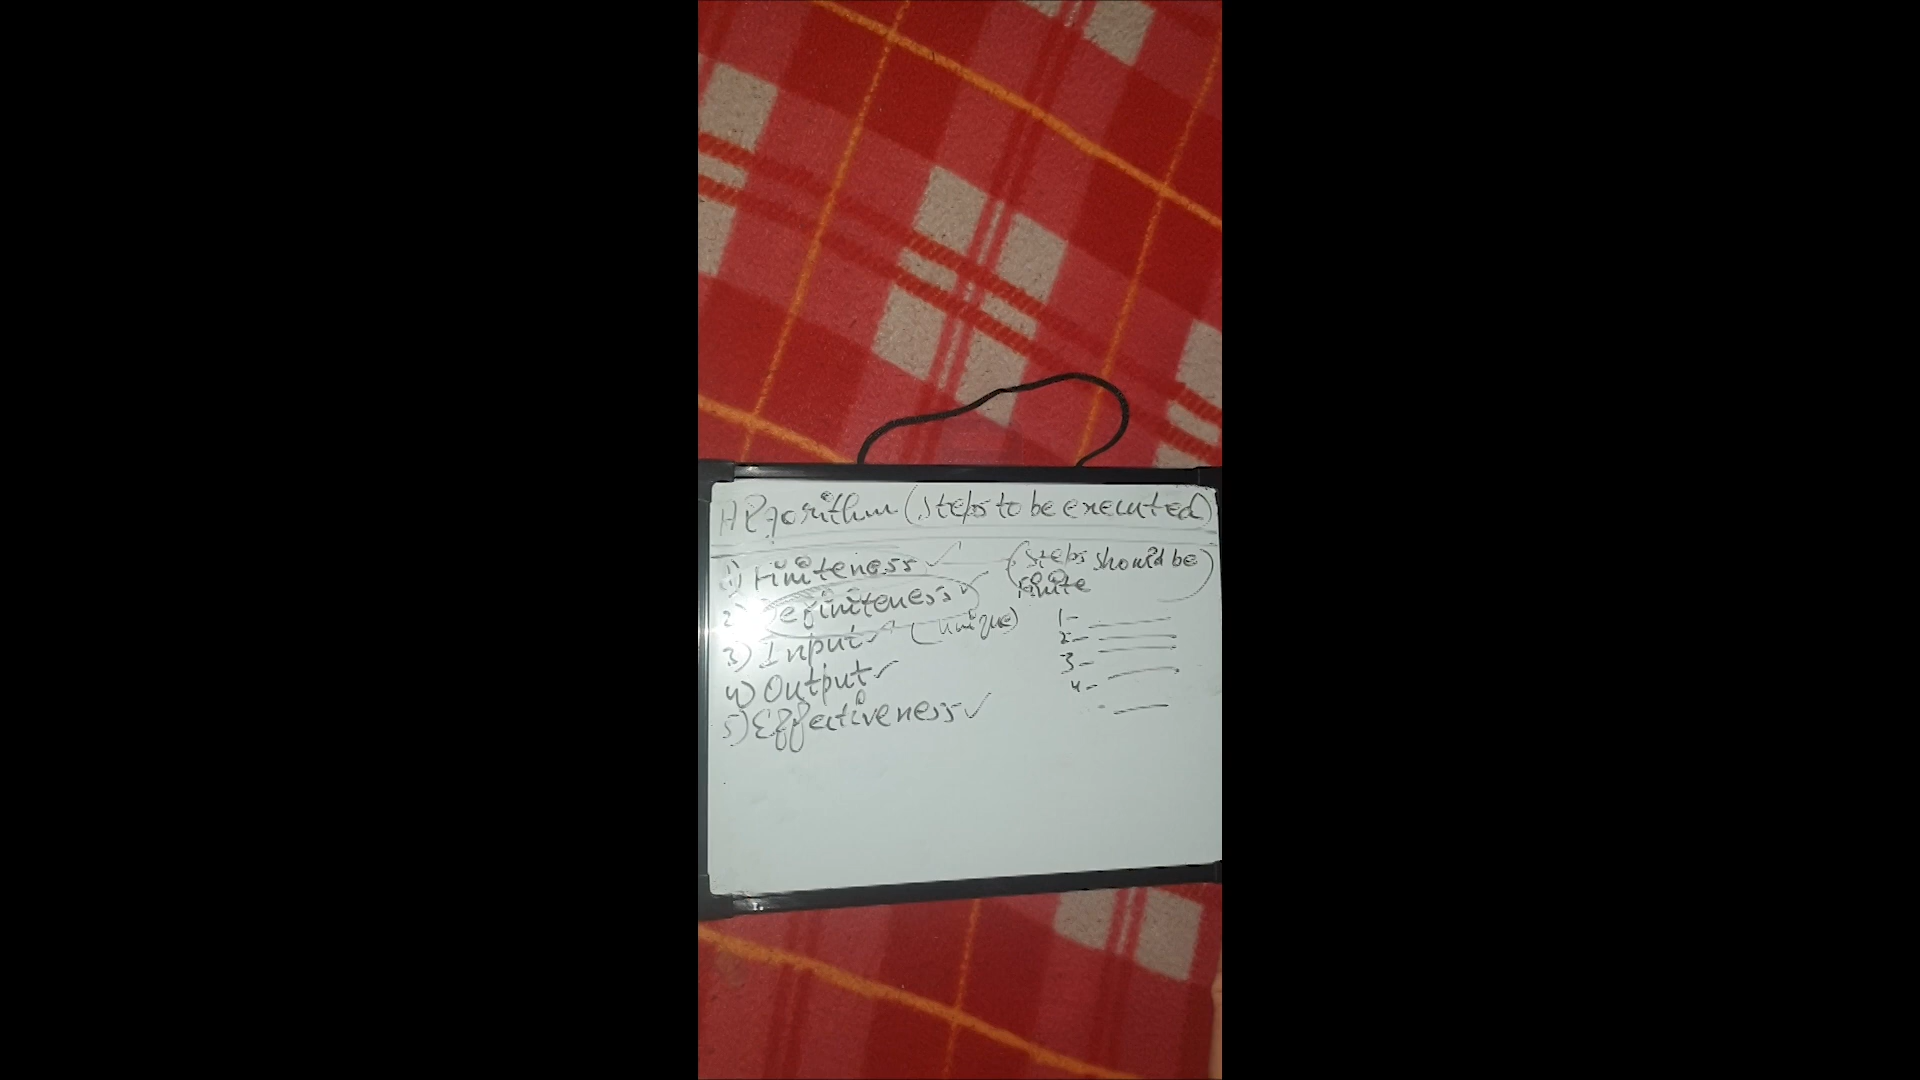 Algorithm (steps to be executed)
1) Finiteness ✓ (steps should be
finite)
2) Definiteness ✓
(unique)
3) Input ✓
4) Output ✓
5) Effectiveness ✓
1-
2-
3-
4-